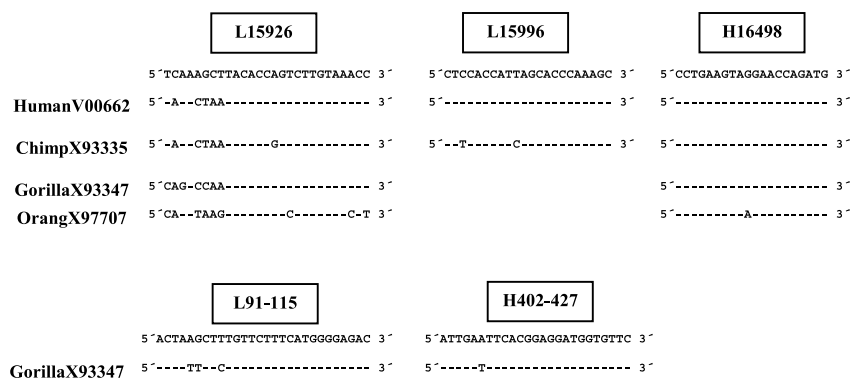 L15926 L15996 H16498
5´TCAAAGCTTACACCAGTCTTGTAAACC 3´ 5´CTCCACCATTAGCACCCAAAGC 3´ 5´CCTGAAGTAGGAACCAGATG 3´
HumanV00662 5´-A--CTAA------------------- 3´ 5´---------------------- 3´ 5´-------------------- 3´
ChimpX93335 5´-A--CTAA------G------------ 3´ 5´--T------C------------ 3´ 5´-------------------- 3´
GorillaX93347 5´CAG-CCAA------------------- 3´ 5´-------------------- 3´
OrangX97707 5´CA--TAAG--------C-------C-T 3´ 5´----------A--------- 3´
L91-115 H402-427
5´ACTAAGCTTTGTTCTTTCATGGGGAGAC 3´ 5´ATTGAATTCACGGAGGATGGTGTTC 3´
GorillaX93347 5´----TT--C------------------- 3´ 5´-----T------------------- 3´